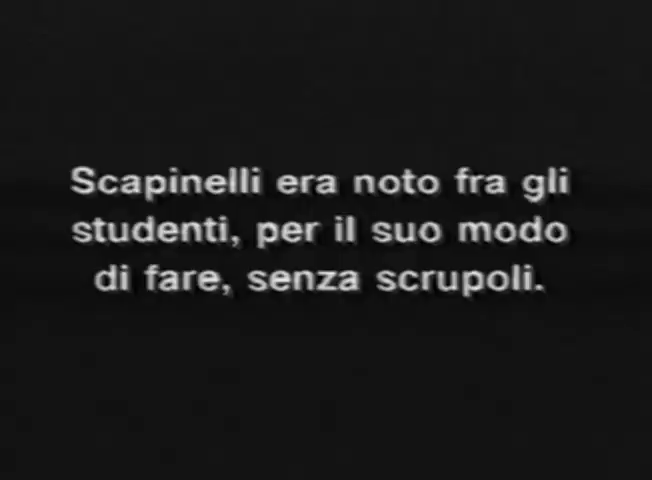 Scapinelli era noto fra gli
studenti, per il suo modo
di fare, senza scrupoli.